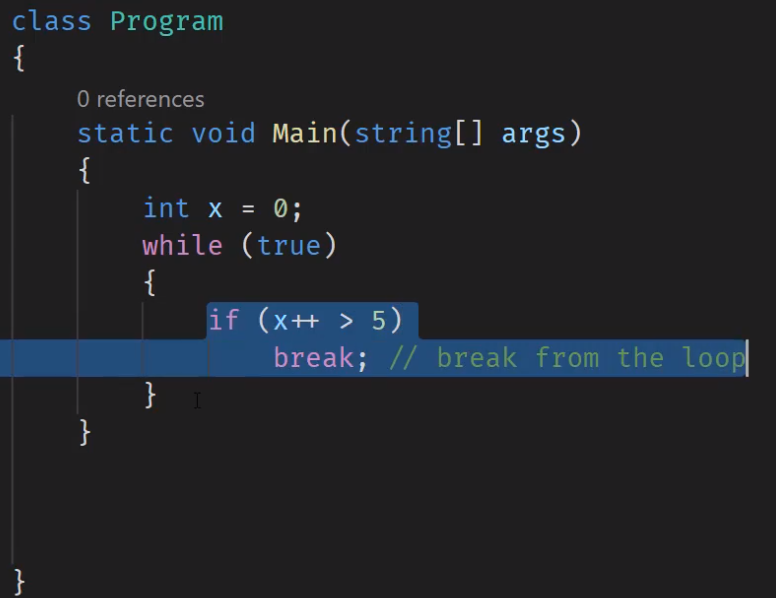 class Program
{
0 references
static void Main(string[] args)
{
int x = 0;
while (true)
{
if (x++ > 5)
break; // break from the loop
}
}
}